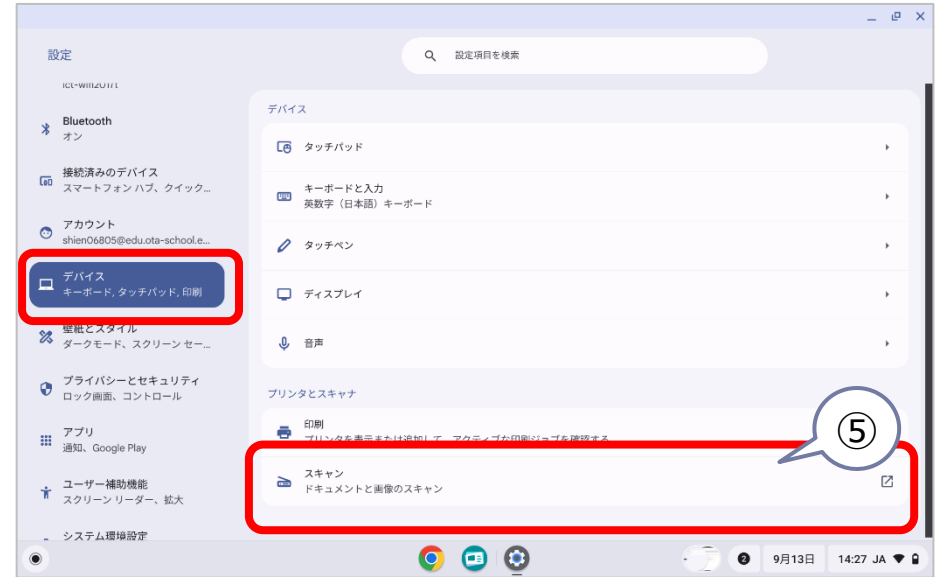 設定
設定項目を検索
ict-win1201f1
Bluetooth
オン
接続済みのデバイス
スマートフォン ハブ、クイック...
アカウント
shien06805@edu.ota-school.e...
デバイス
キーボード, タッチパッド, 印刷
壁紙とスタイル
ダークモード、スクリーン セー...
プライバシーとセキュリティ
ロック画面、コントロール
アプリ
通知、Google Play
ユーザー補助機能
スクリーン リーダー、拡大
システム環境設定
デバイス
タッチパッド
キーボードと入力
英数字（日本語）キーボード
タッチペン
ディスプレイ
音声
プリンタとスキャナ
印刷
プリンタを表示または追加して、アクティブな印刷ジョブを確認する
スキャン
ドキュメントと画像のスキャン
⑤
2
9月13日
14:27 JA